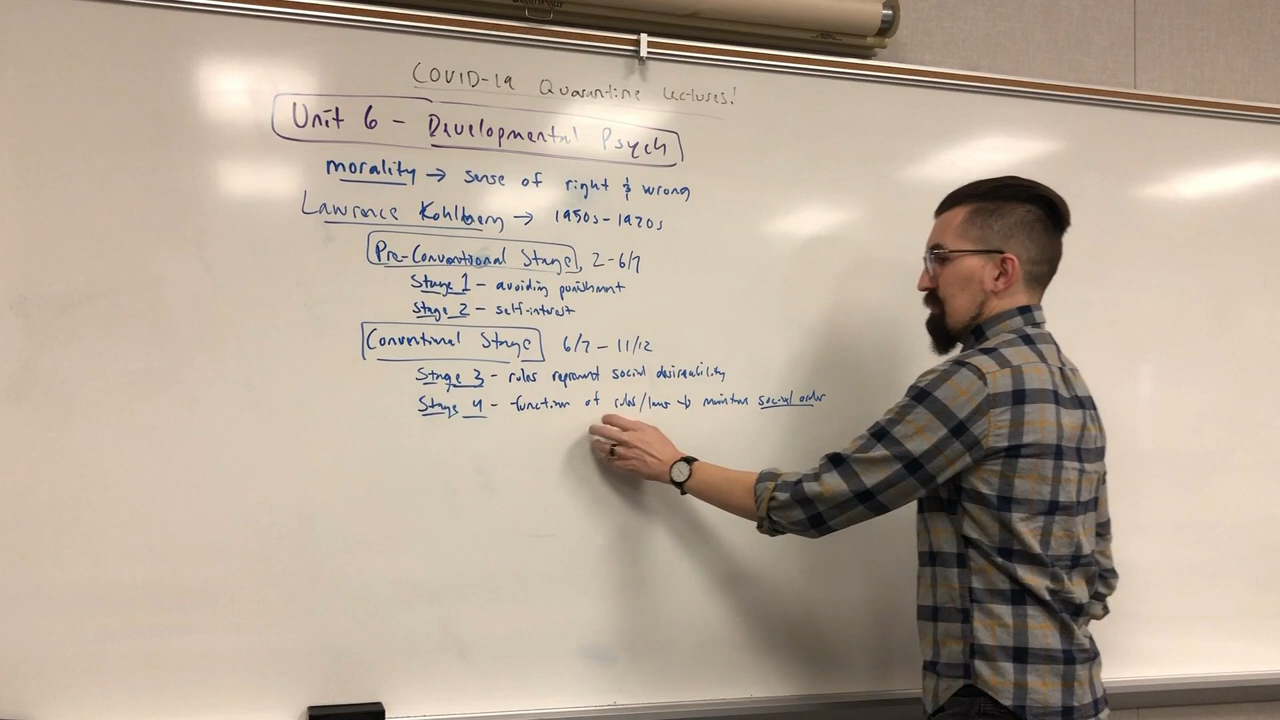 COVID-19 Quarantine Lectures!
Unit 6 - Developmental Psych
morality → sense of right & wrong
Lawrence Kohlberg → 1950s-1970s
Pre-Conventional Stage, 2-6/7
Stage 1 - avoiding punishment
Stage 2 - self-interest
Conventional Stage 6/7 - 11/12
Stage 3 - rules represent social desireability
Stage 4 - function of rules/laws → maintain social order